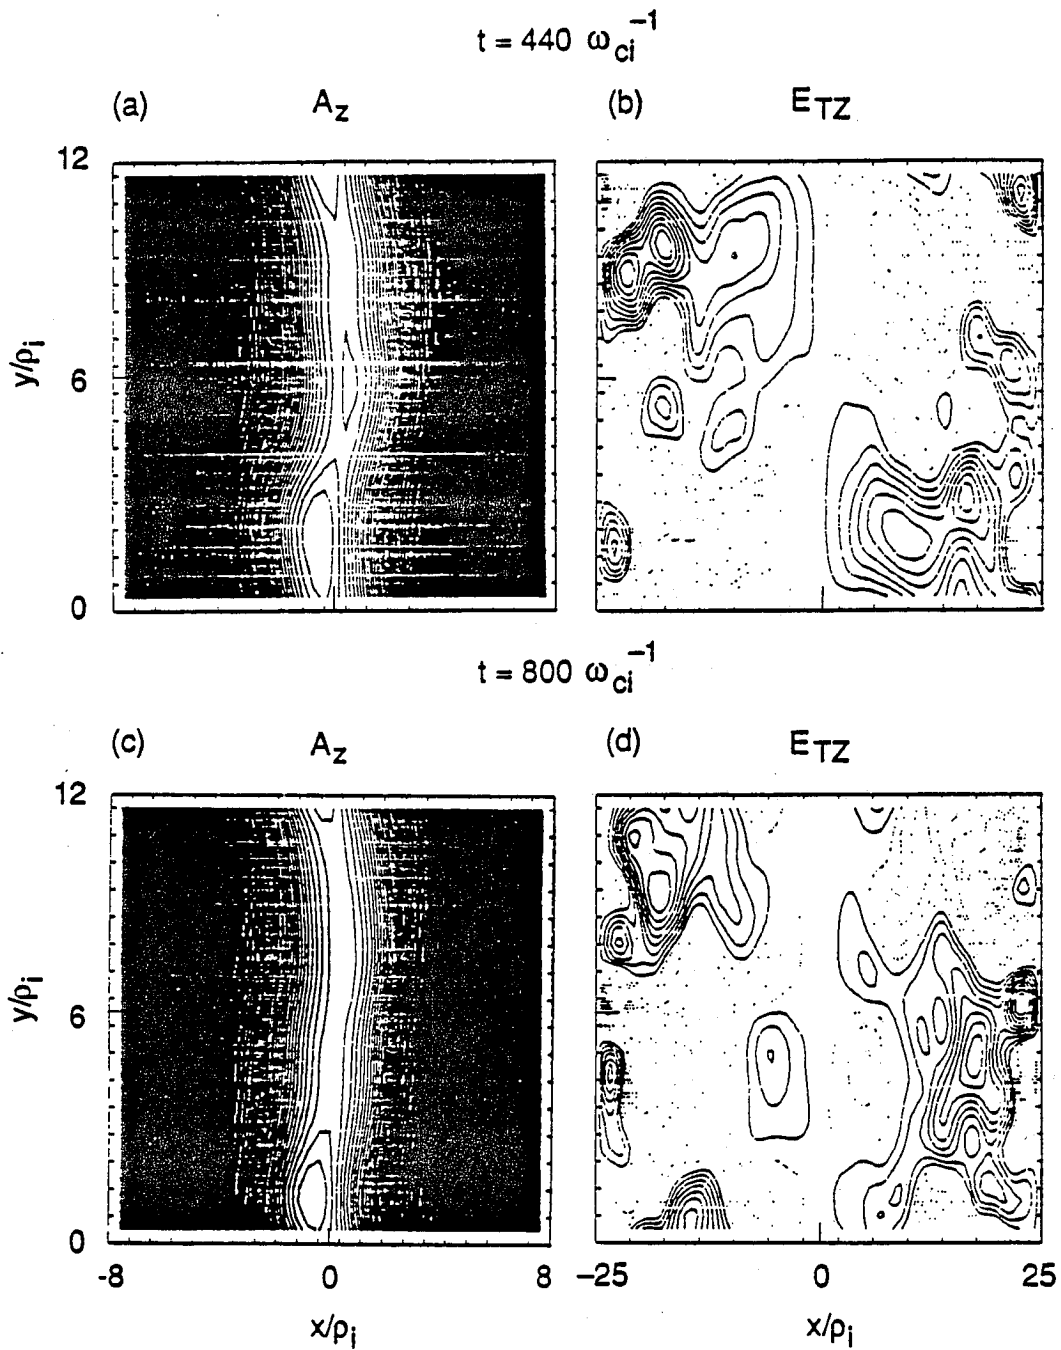 t = 440 ω_ci^-1
(a) A_Z (b) E_TZ
12
y/ρ_i
6
0
t = 800 ω_ci^-1
(c) A_Z (d) E_TZ
12
y/ρ_i
6
0
-8 0 8 -25 0 25
x/ρ_i x/ρ_i